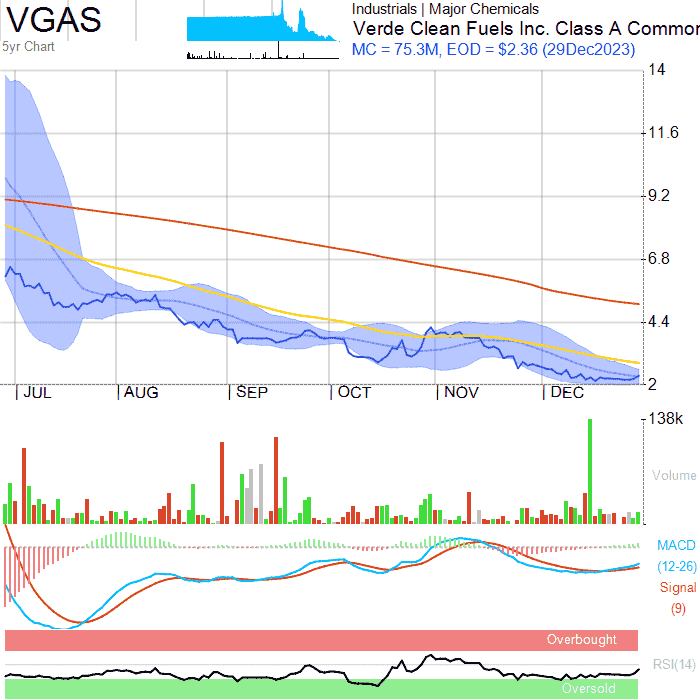 VGAS
5yr Chart
Industrials | Major Chemicals
Verde Clean Fuels Inc. Class A Common
MC = 75.3M, EOD = $2.36 (29Dec2023)
14
11.6
9.2
6.8
4.4
2
JUL AUG SEP OCT NOV DEC
138k
Volume
MACD
(12-26)
Signal
(9)
Overbought
RSI(14)
Oversold